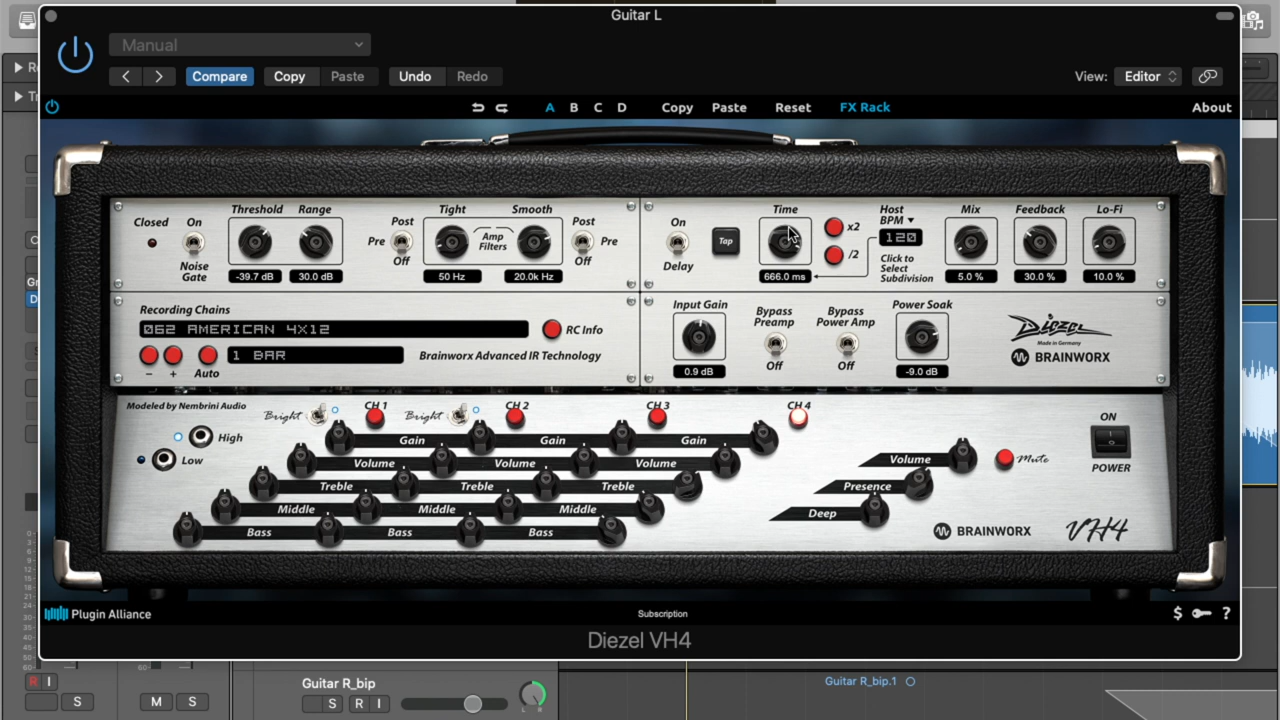 Guitar L
Manual
Compare Copy Paste Undo Redo View: Editor
A B C D Copy Paste Reset FX Rack About
Closed On Threshold Range Post Tight Smooth Post On Time Host BPM Mix Feedback Lo-Fi
Pre Amp Filters Pre Tap x2 120
Noise Gate Off Off Delay /2 Click to Select Subdivision
-39.7 dB 30.0 dB 50 Hz 20.0k Hz 666.0 ms 5.0 % 30.0 % 10.0 %
Recording Chains Input Gain Bypass Preamp Bypass Power Amp Power Soak
062 AMERICAN 4X12 RC Info Diezel
Made in Germany
- + Auto 1 BAR Brainworx Advanced IR Technology Off Off BRAINWORX
0.9 dB -9.0 dB
Modeled by Nembrini Audio Bright CH 1 Bright CH 2 CH 3 CH 4 ON
High Gain Gain Gain
Low Volume Volume Volume Volume Mute POWER
Treble Treble Treble Presence
Middle Middle Middle Deep
Bass Bass Bass BRAINWORX VH4
Plugin Alliance Subscription $ ?
Diezel VH4
R I Guitar R_bip Guitar R_bip.1
S M S S R I